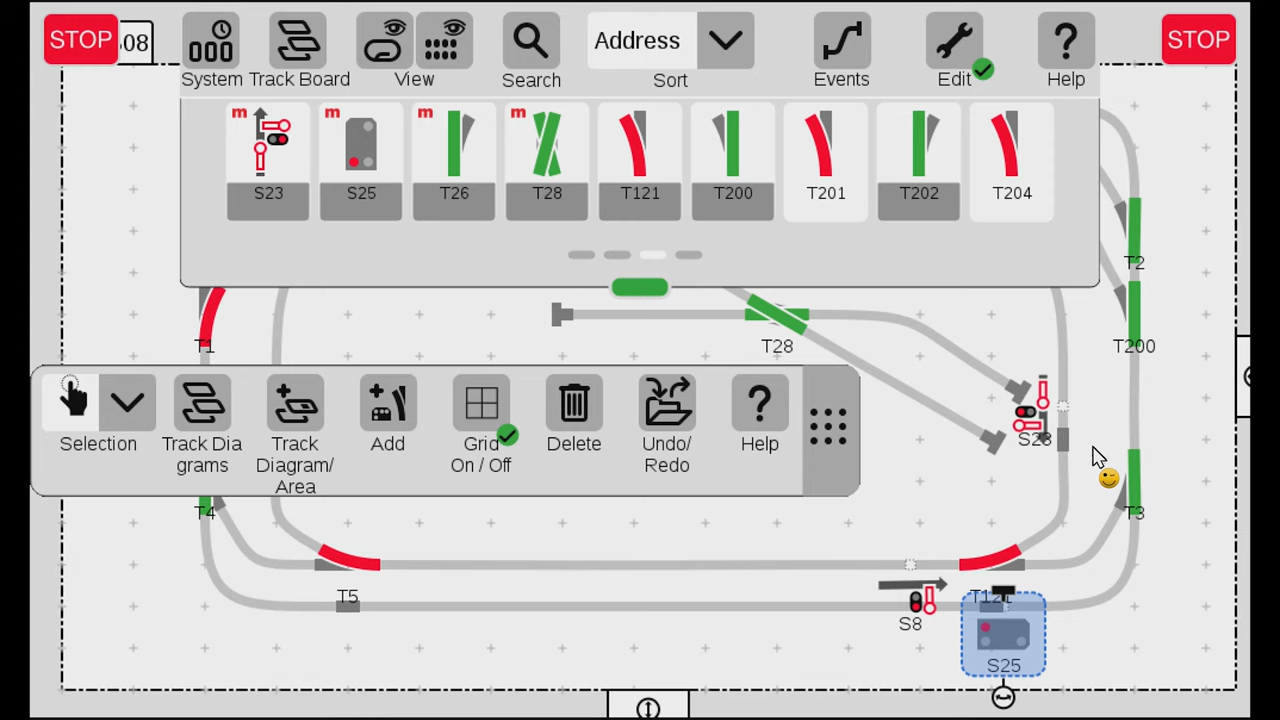 STOP
08
System
Track Board
View
Search
Address
Sort
Events
Edit
?
Help
STOP
m
S23
m
S25
m
T26
m
T28
T121
T200
T201
T202
T204
T2
T1
T28
T200
Selection
Track Dia
grams
Track
Diagram/
Area
Add
Grid
On / Off
Delete
Undo/
Redo
?
Help
S23
T4
T3
T5
T121
S8
S25